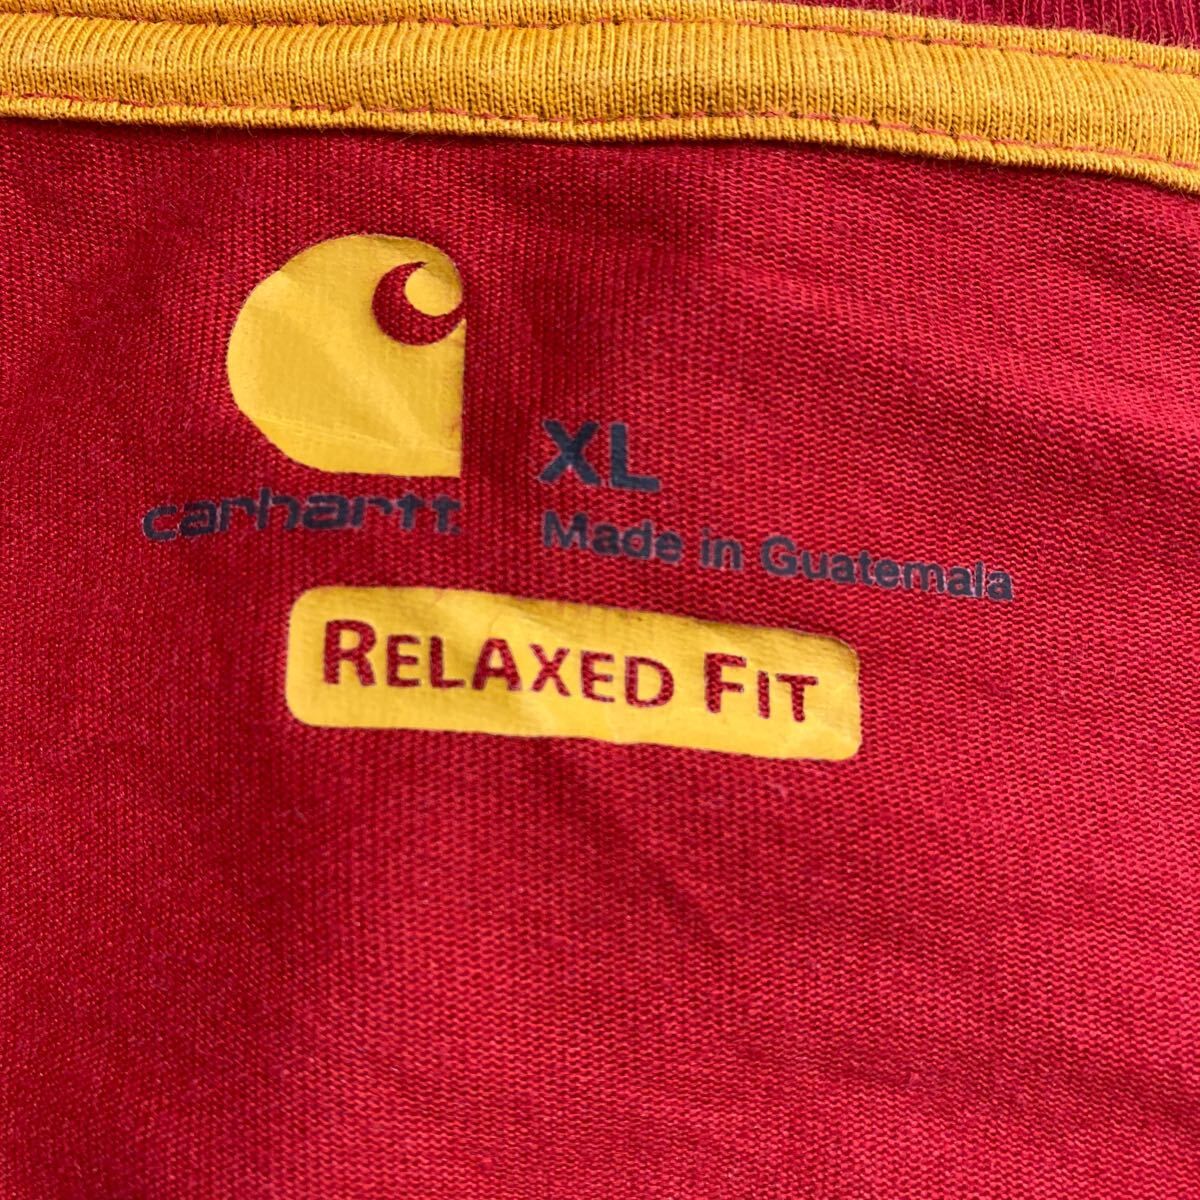 XL
carhartt.
Made in Guatemala
RELAXED FIT